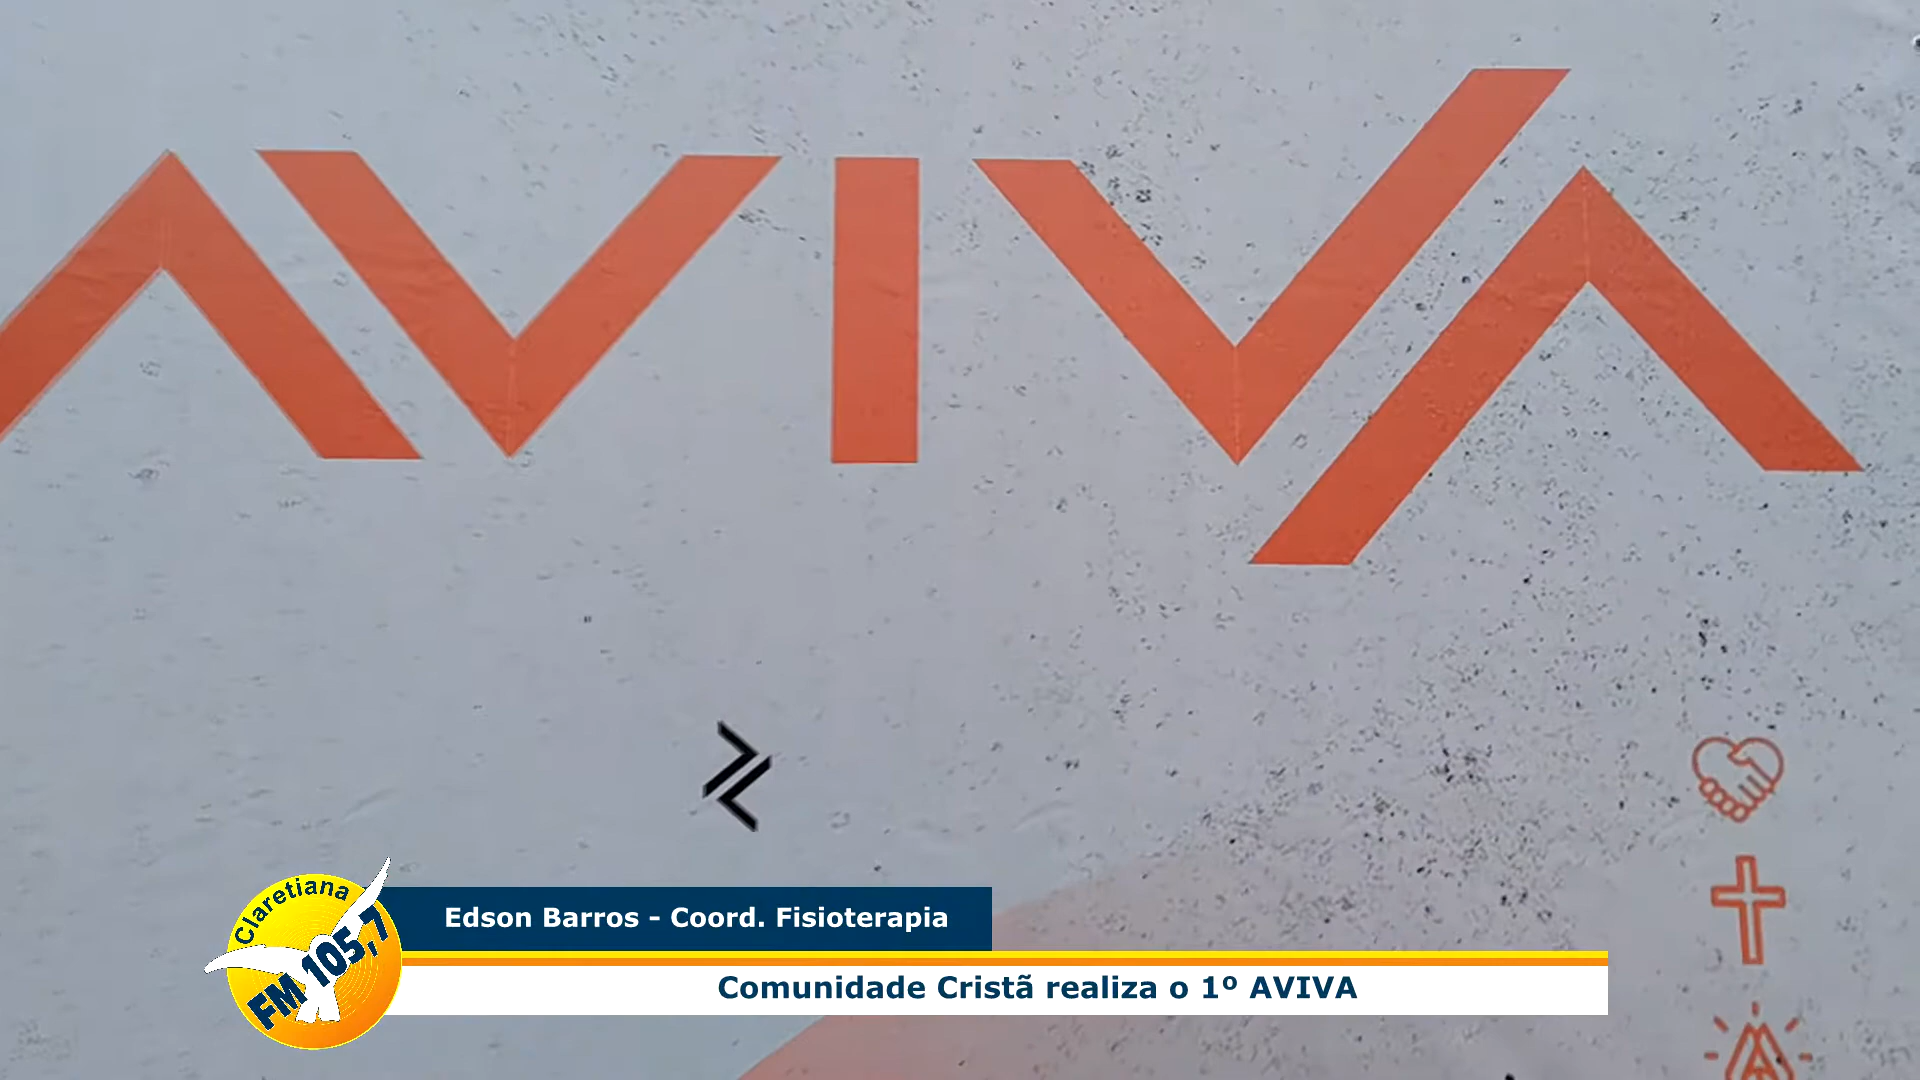 AVIVA
Claretiana
FM 105,7
Edson Barros - Coord. Fisioterapia
Comunidade Cristã realiza o 1º AVIVA